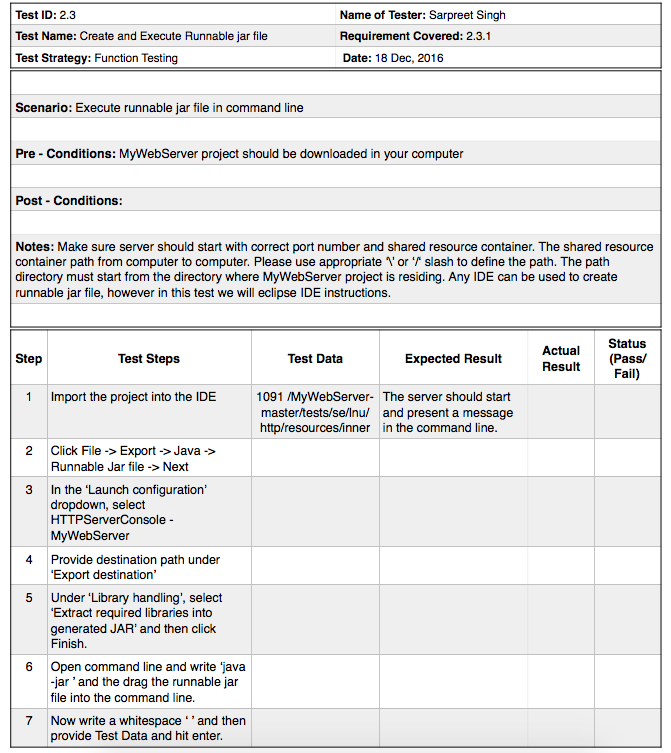 Test ID: 2.3
Name of Tester: Sarpreet Singh
Test Name: Create and Execute Runnable jar file
Requirement Covered: 2.3.1
Test Strategy: Function Testing
Date: 18 Dec, 2016
Scenario: Execute runnable jar file in command line
Pre - Conditions: MyWebServer project should be downloaded in your computer
Post - Conditions:
Notes: Make sure server should start with correct port number and shared resource container. The shared resource
container path from computer to computer. Please use appropriate '\' or '/' slash to define the path. The path
directory must start from the directory where MyWebServer project is residing. Any IDE can be used to create
runnable jar file, however in this test we will eclipse IDE instructions.
Step
Test Steps
Test Data
Expected Result
Actual
Result
Status
(Pass/
Fail)
1
Import the project into the IDE
1091 /MyWebServer-
master/tests/se/lnu/
http/resources/inner
The server should start
and present a message
in the command line.
2
Click File -> Export -> Java ->
Runnable Jar file -> Next
3
In the ‘Launch configuration’
dropdown, select
HTTPServerConsole -
MyWebServer
4
Provide destination path under
‘Export destination’
5
Under ‘Library handling’, select
‘Extract required libraries into
generated JAR’ and then click
Finish.
6
Open command line and write ‘java
-jar ’ and the drag the runnable jar
file into the command line.
7
Now write a whitespace ‘ ’ and then
provide Test Data and hit enter.